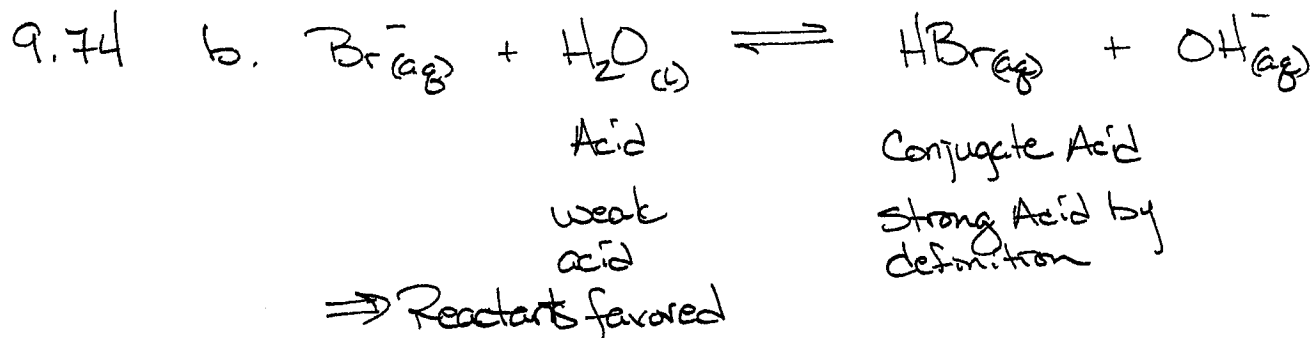 9.74 b. Br⁻(aq) + H₂O(l) ⇌ HBr(aq) + OH⁻(aq)
Acid Conjugate Acid
weak strong Acid by
acid definition
⇒ Reactants favored